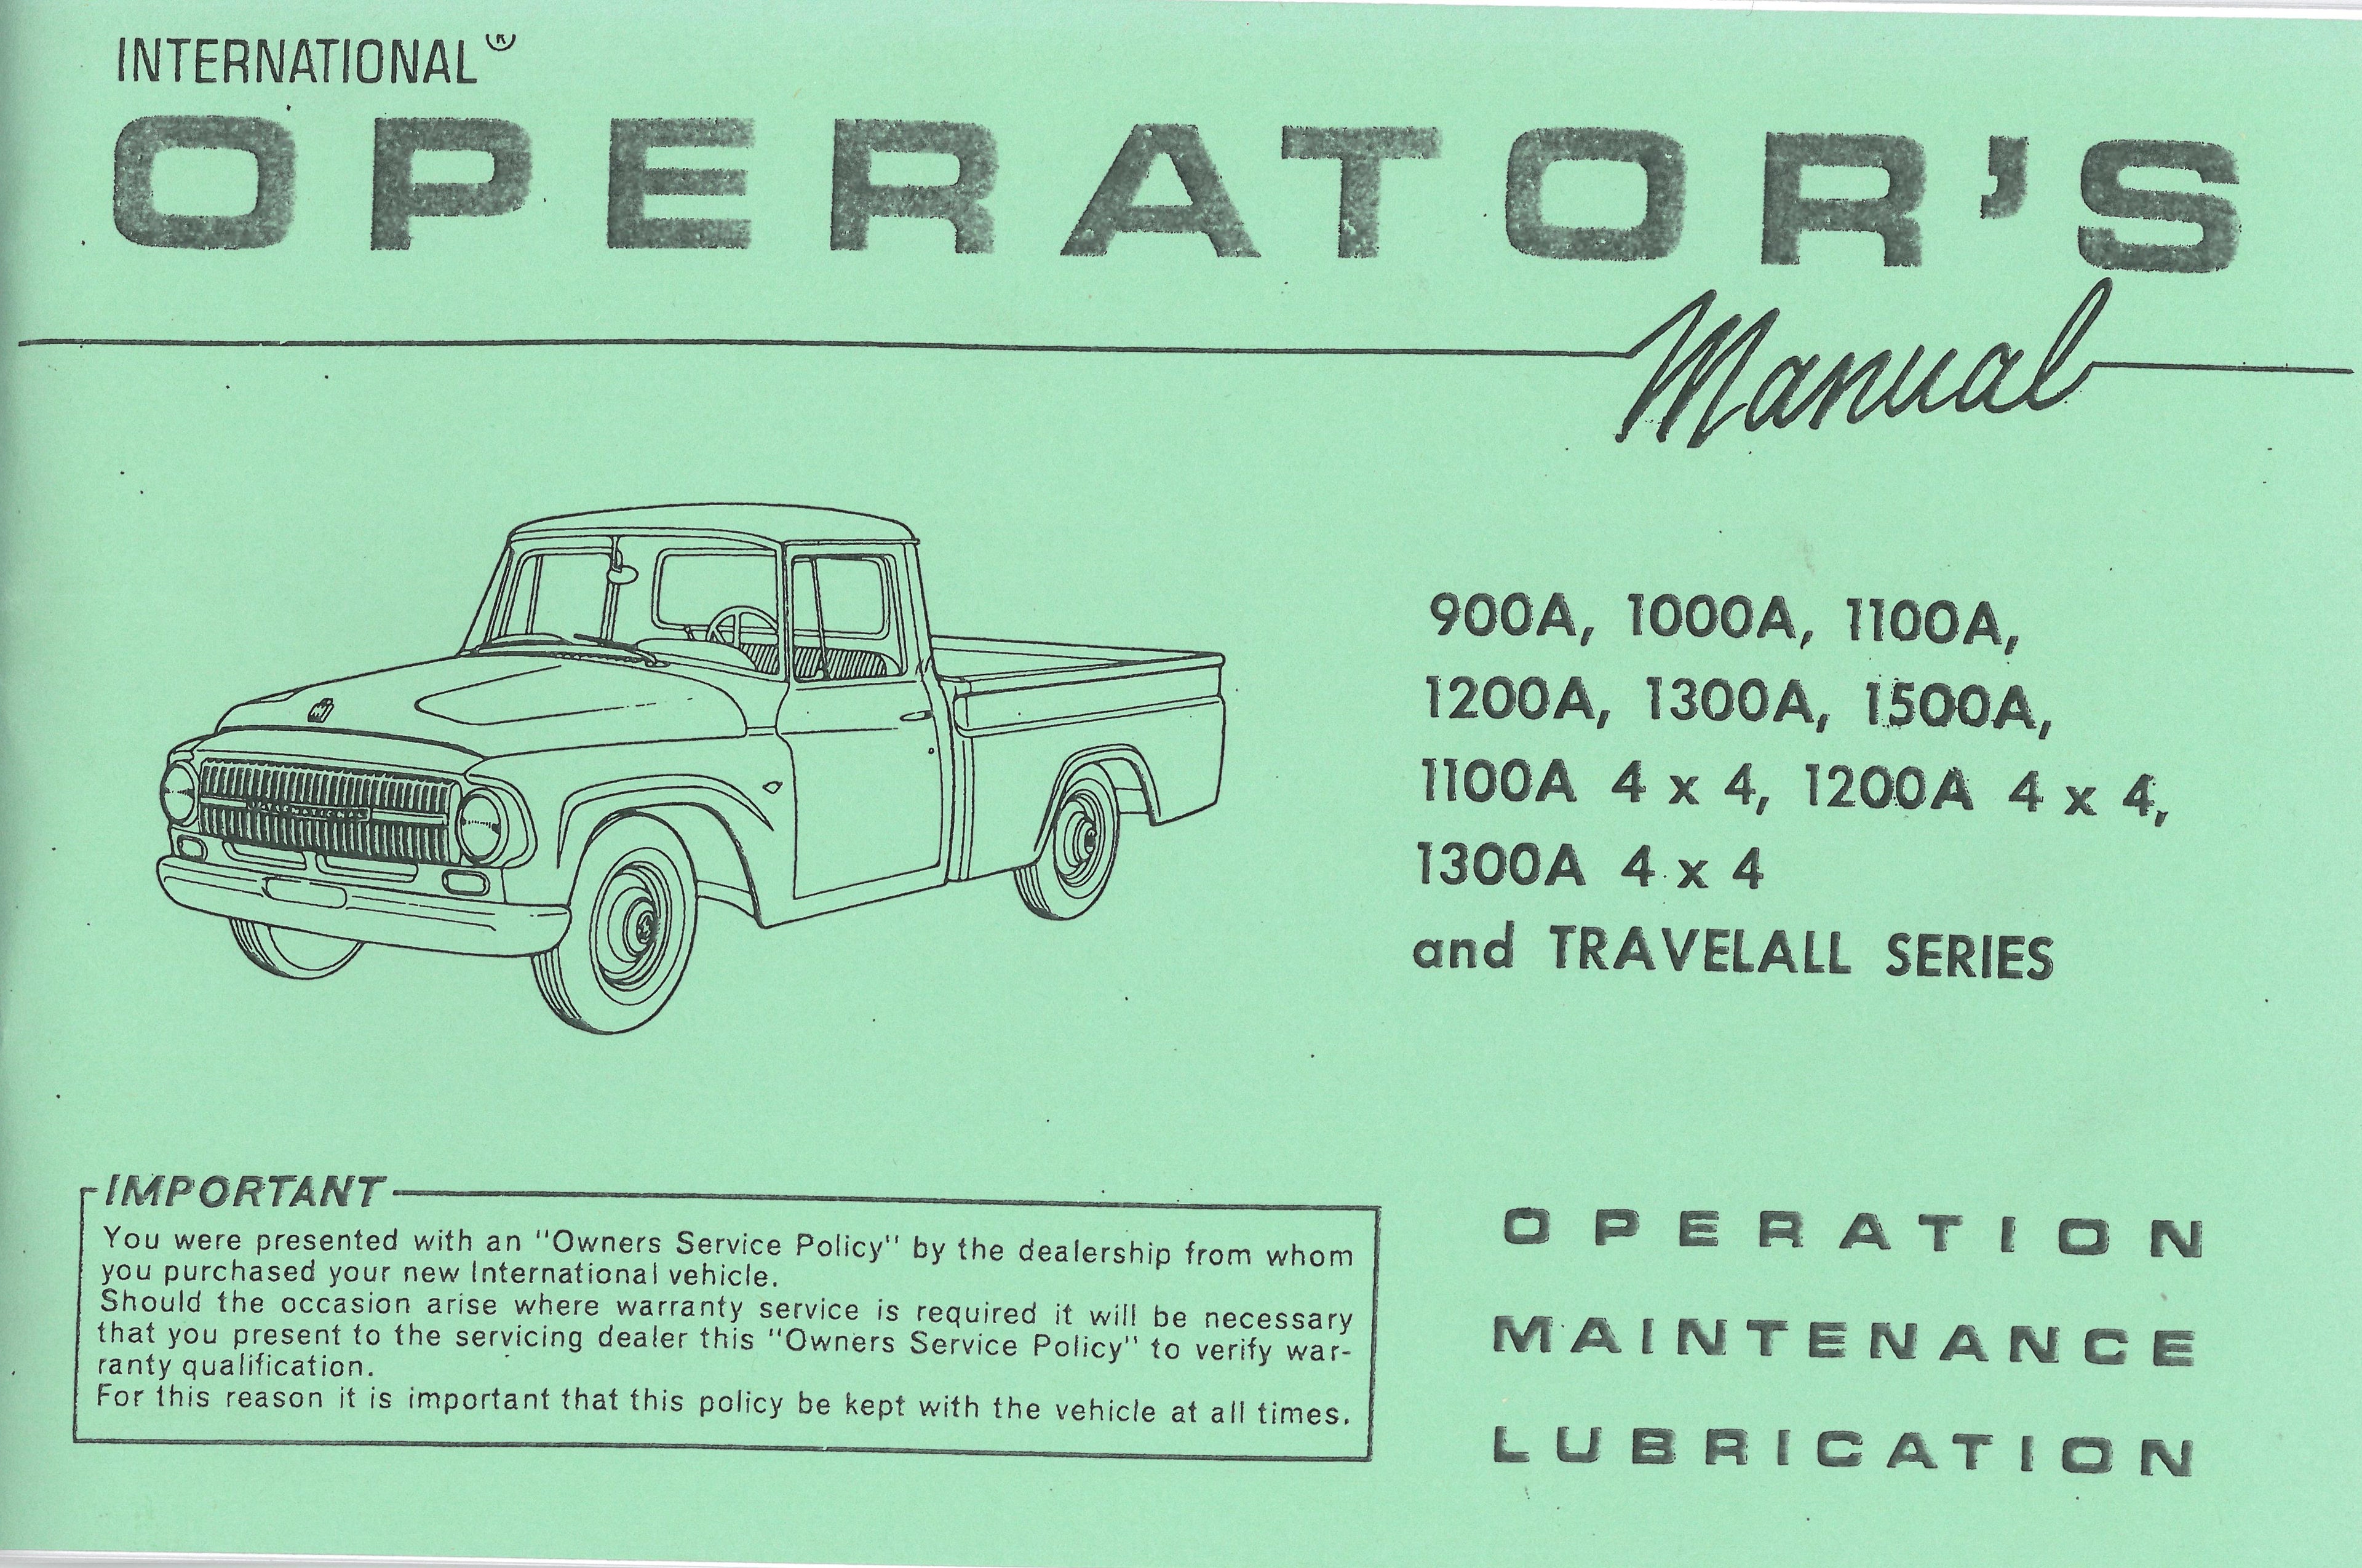 INTERNATIONAL®
OPERATOR'S
Manual
900A, 1000A, 1100A,
1200A, 1300A, 1500A,
1100A 4 x 4, 1200A 4 x 4,
1300A 4 x 4
and TRAVELALL SERIES
INTERNATIONAL
IMPORTANT
You were presented with an "Owners Service Policy" by the dealership from whom
you purchased your new International vehicle.
Should the occasion arise where warranty service is required it will be necessary
that you present to the servicing dealer this "Owners Service Policy" to verify war-
ranty qualification.
For this reason it is important that this policy be kept with the vehicle at all times.
OPERATION
MAINTENANCE
LUBRICATION